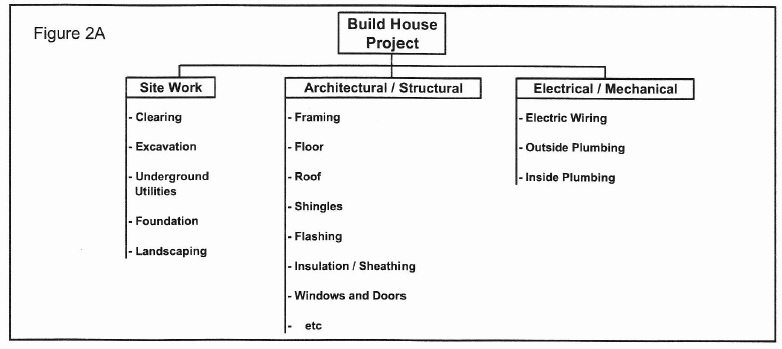 Figure 2A
Build House
Project
Site Work
- Clearing
- Excavation
- Underground
Utilities
- Foundation
- Landscaping
Architectural / Structural
- Framing
- Floor
- Roof
- Shingles
- Flashing
- Insulation / Sheathing
- Windows and Doors
- etc
Electrical / Mechanical
- Electric Wiring
- Outside Plumbing
- Inside Plumbing